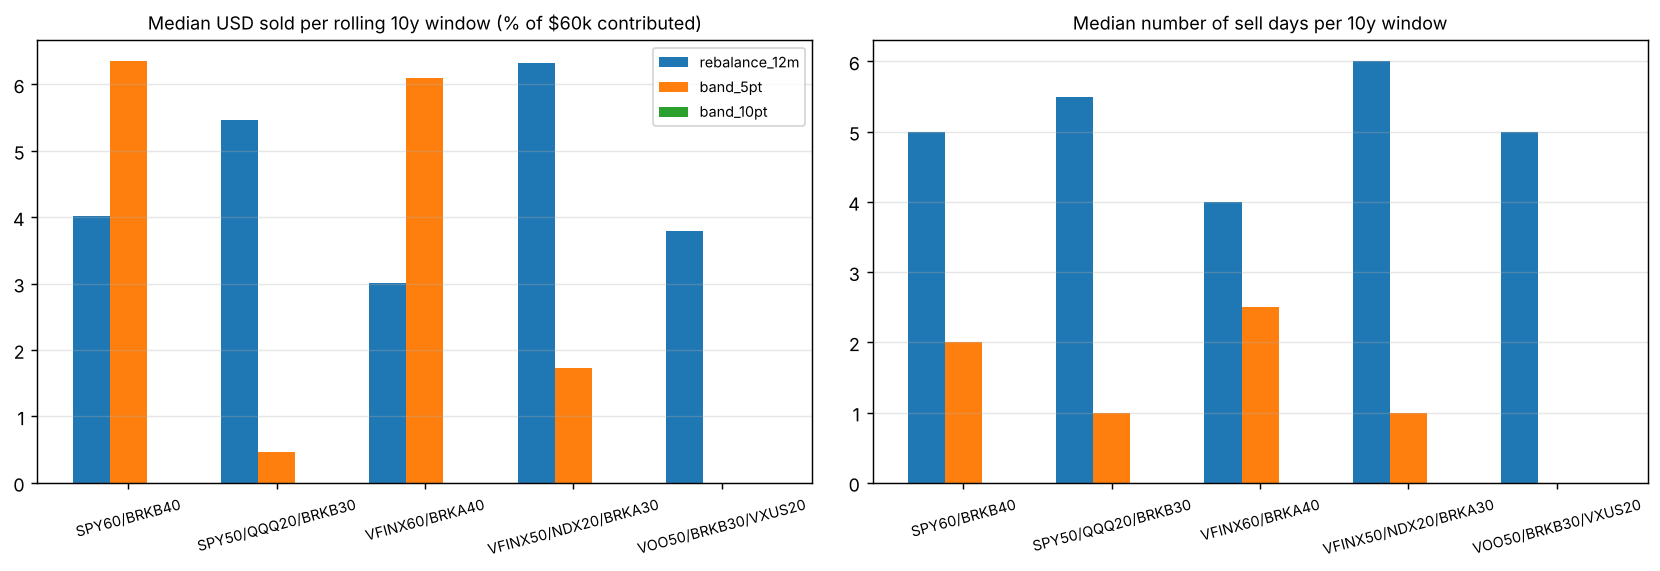 Median USD sold per rolling 10y window (% of $60k contributed)
6
5
4
3
2
1
0
rebalance_12m
band_5pt
band_10pt
SPY60/BRKB40
SPY50/QQQ20/BRKB30
VFINX60/BRKA40
VFINX50/NDX20/BRKA30
VOO50/BRKB30/VXUS20
Median number of sell days per 10y window
6
5
4
3
2
1
0
SPY60/BRKB40
SPY50/QQQ20/BRKB30
VFINX60/BRKA40
VFINX50/NDX20/BRKA30
VOO50/BRKB30/VXUS20